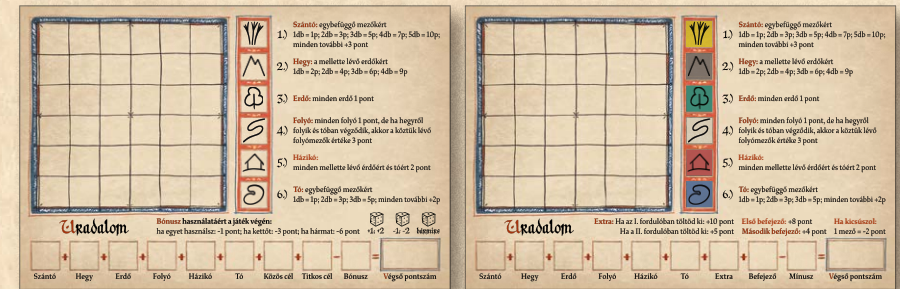 1.) Szántó: egybefüggő mezőkért
1db = 1p; 2db = 3p; 3db = 5p; 4db = 7p; 5db = 10p;
minden további +3 pont
2.) Hegy: a mellette lévő erdőkért
1db = 2p; 2db = 4p; 3db = 6p; 4db = 9p
3.) Erdő: minden erdő 1 pont
4.) Folyó: minden folyó 1 pont, de ha hegyről
folyik és tóban végződik, akkor a köztük lévő
folyómezők értéke 3 pont
5.) Házikó:
minden mellette lévő erdőért és tóért 2 pont
6.) Tó: egybefüggő mezőkért
1db = 1p; 2db = 3p; 3db = 5p; minden további +2p
Uradalom
Bónusz használatáért a játék végén:
ha egyet használsz: -1 pont; ha kettőt: -3 pont; ha hármat: -6 pont
+1; +2 -1; -2 bármire
Szántó Hegy Erdő Folyó Házikó Tó Közös cél Titkos cél Bónusz Végső pontszám
1.) Szántó: egybefüggő mezőkért
1db = 1p; 2db = 3p; 3db = 5p; 4db = 7p; 5db = 10p;
minden további +3 pont
2.) Hegy: a mellette lévő erdőkért
1db = 2p; 2db = 4p; 3db = 6p; 4db = 9p
3.) Erdő: minden erdő 1 pont
4.) Folyó: minden folyó 1 pont, de ha hegyről
folyik és tóban végződik, akkor a köztük lévő
folyómezők értéke 3 pont
5.) Házikó:
minden mellette lévő erdőért és tóért 2 pont
6.) Tó: egybefüggő mezőkért
1db = 1p; 2db = 3p; 3db = 5p; minden további +2p
Uradalom
Extra: Ha az I. fordulóban töltöd ki: +10 pont Első befejező: +8 pont Ha kicsúszol:
Ha a II. fordulóban töltöd ki: +5 pont Második befejező: +4 pont 1 mező = -2 pont
Szántó Hegy Erdő Folyó Házikó Tó Extra Befejező Mínusz Végső pontszám